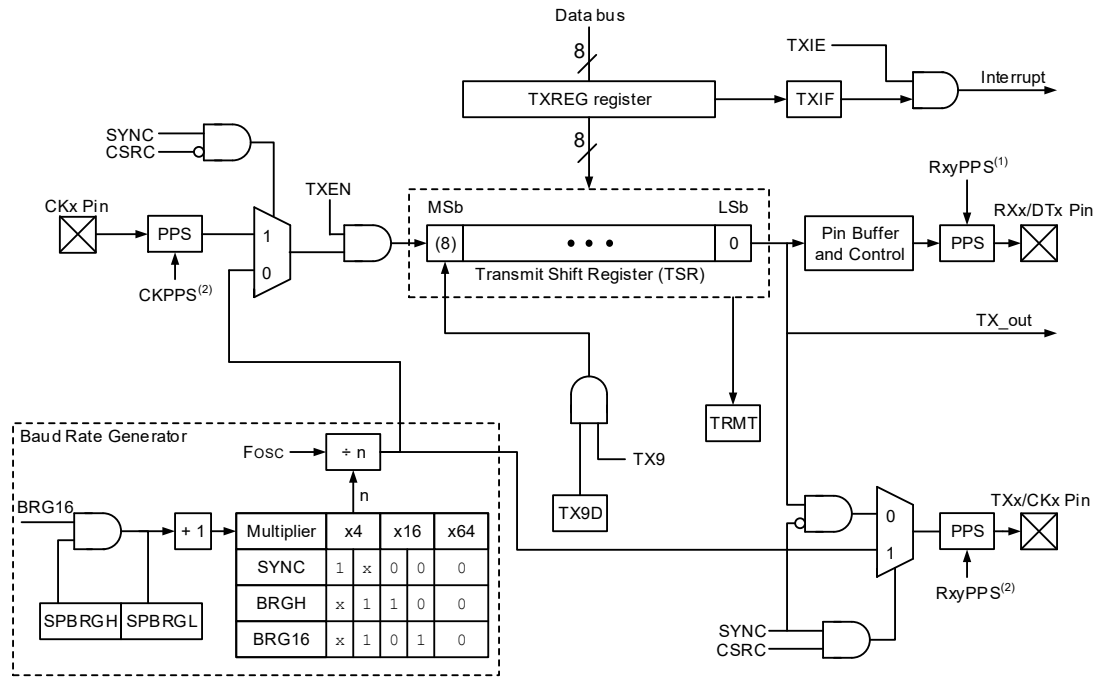 Data bus
8
TXIE
Interrupt
TXREG register
TXIF
SYNC
CSRC
8
RxyPPS(1)
TXEN
CKx Pin
MSb
LSb
RXx/DTx Pin
PPS
1
(8)
• • •
0
Pin Buffer
and Control
PPS
0
Transmit Shift Register (TSR)
CKPPS(2)
TX_out
TRMT
Baud Rate Generator
FOSC
÷ n
TX9
n
TX9D
BRG16
TXx/CKx Pin
+ 1
Multiplier x4 x16 x64
0
PPS
SYNC 1 x 0 0 0
1
BRGH x 1 1 0 0
RxyPPS(2)
SPBRGH SPBRGL
BRG16 x 1 0 1 0
SYNC
CSRC